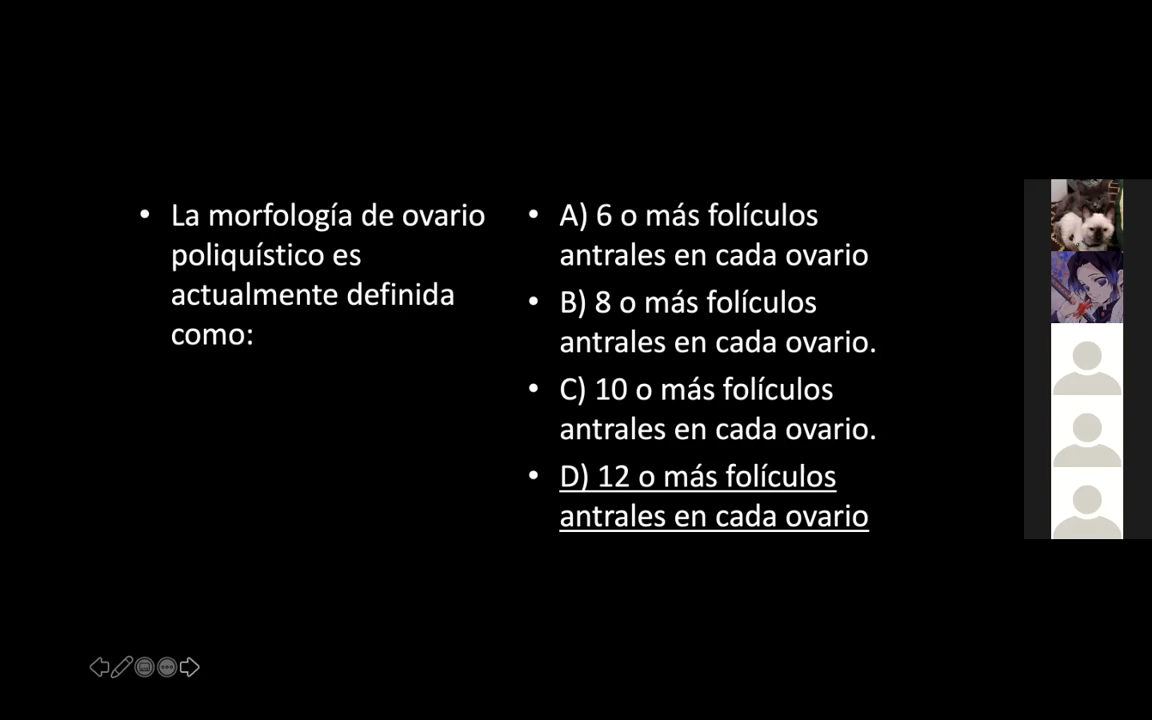 • La morfología de ovario
poliquístico es
actualmente definida
como:
• A) 6 o más folículos
antrales en cada ovario
• B) 8 o más folículos
antrales en cada ovario.
• C) 10 o más folículos
antrales en cada ovario.
• D) 12 o más folículos
antrales en cada ovario